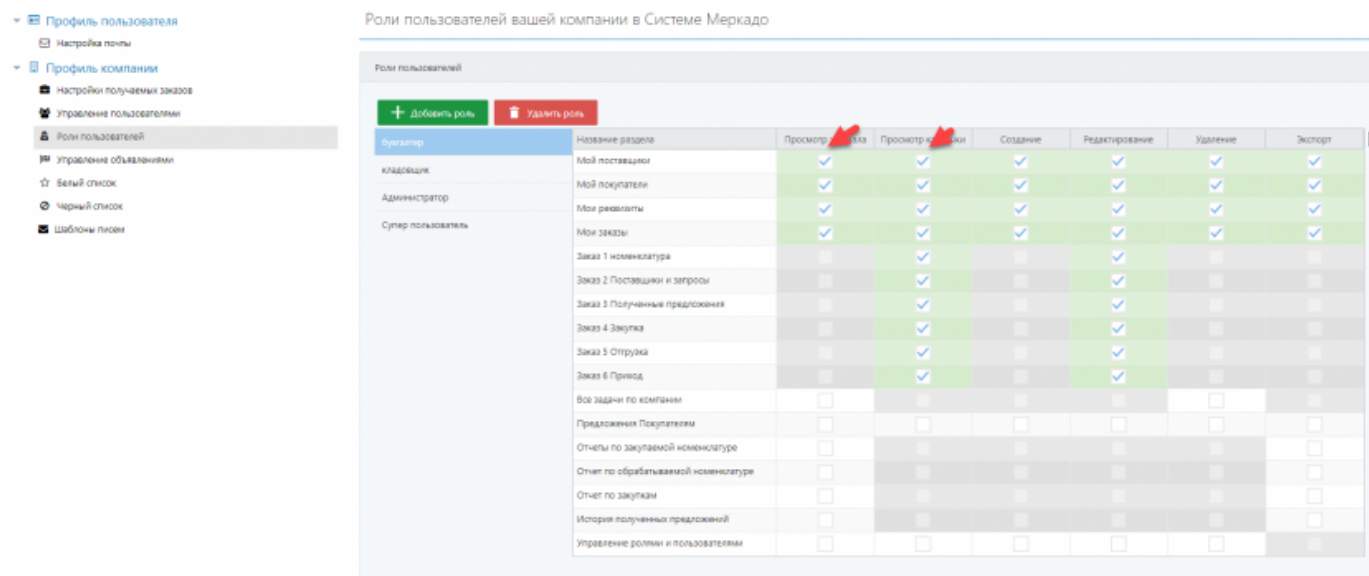 Профиль пользователя
Настройка почты
Профиль компании
Настройки получаемых заказов
Управление пользователями
Роли пользователей
Управление объявлениями
Белый список
Черный список
Шаблоны писем
Роли пользователей вашей компании в Системе Меркадо
Роли пользователей
Добавить роль
Удалить роль
бухгалтер
кладовщик
Администратор
Супер пользователь
Название раздела Просмотр Просмотр Создание Редактирование Удаление Экспорт
Мой поставщики
Мой покупатели
Мои реквизиты
Мои заказы
Заказ 1 номенклатура
Заказ 2 Поставщики и запросы
Заказ 3 Полученные предложения
Заказ 4 Закупка
Заказ 5 Отгрузка
Заказ 6 Приход
Все задачи по компании
Предложения Покупателям
Отчеты по закупаемой номенклатуре
Отчет по обрабатываемой номенклатуре
Отчет по закупкам
История полученных предложений
Управление ролями и пользователями